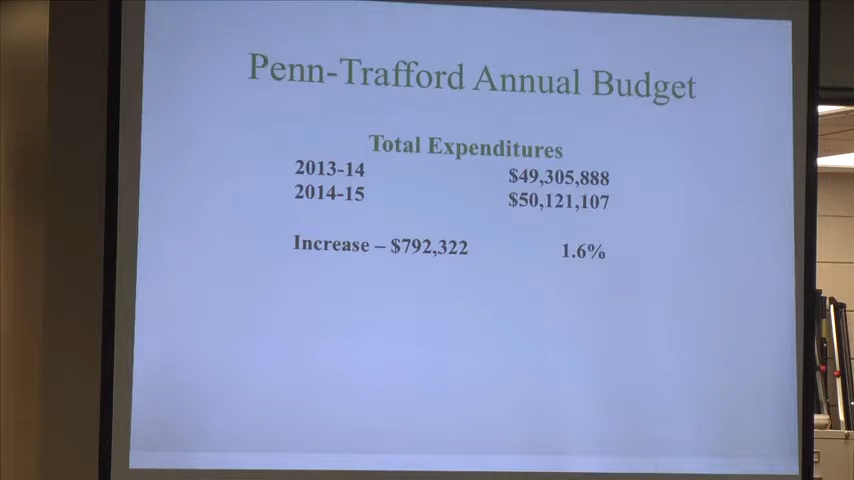 Penn-Trafford Annual Budget
Total Expenditures
2013-14 $49,305,888
2014-15 $50,121,107
Increase – $792,322 1.6%